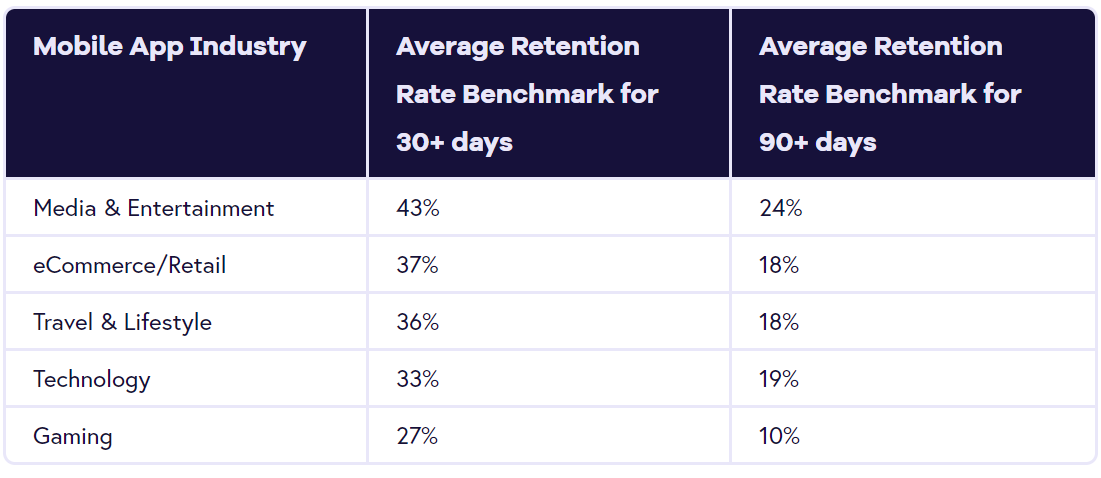 Mobile App Industry
Average Retention
Rate Benchmark for
30+ days
Average Retention
Rate Benchmark for
90+ days
Media & Entertainment 43% 24%
eCommerce/Retail 37% 18%
Travel & Lifestyle 36% 18%
Technology 33% 19%
Gaming 27% 10%